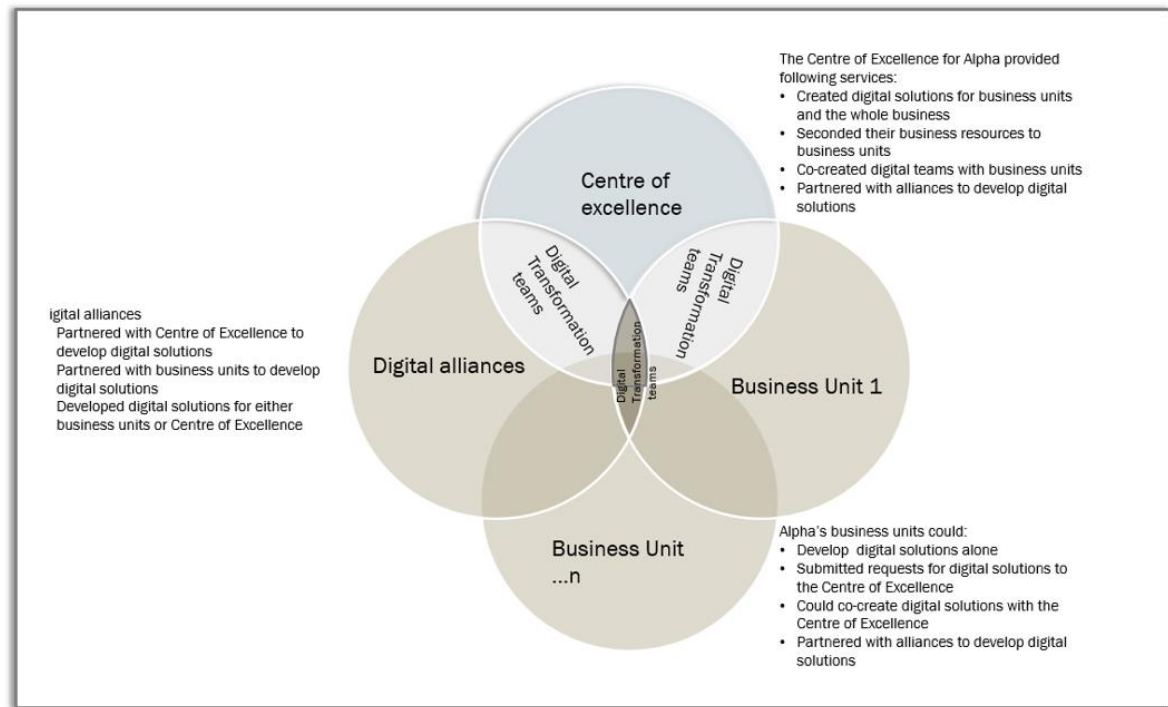 The Centre of Excellence for Alpha provided
following services:
• Created digital solutions for business units
and the whole business
• Seconded their business resources to
business units
• Co-created digital teams with business units
• Partnered with alliances to develop digital
solutions
Centre of
excellence
Digital
Transformation
teams
Digital
Transformation
teams
igital alliances
Partnered with Centre of Excellence to
develop digital solutions
Partnered with business units to develop
digital solutions
Developed digital solutions for either
business units or Centre of Excellence
Digital alliances
Digital
Transformation
teams
Business Unit 1
Business Unit
...n
Alpha's business units could:
• Develop digital solutions alone
• Submitted requests for digital solutions to
the Centre of Excellence
• Could co-create digital solutions with the
Centre of Excellence
• Partnered with alliances to develop digital
solutions